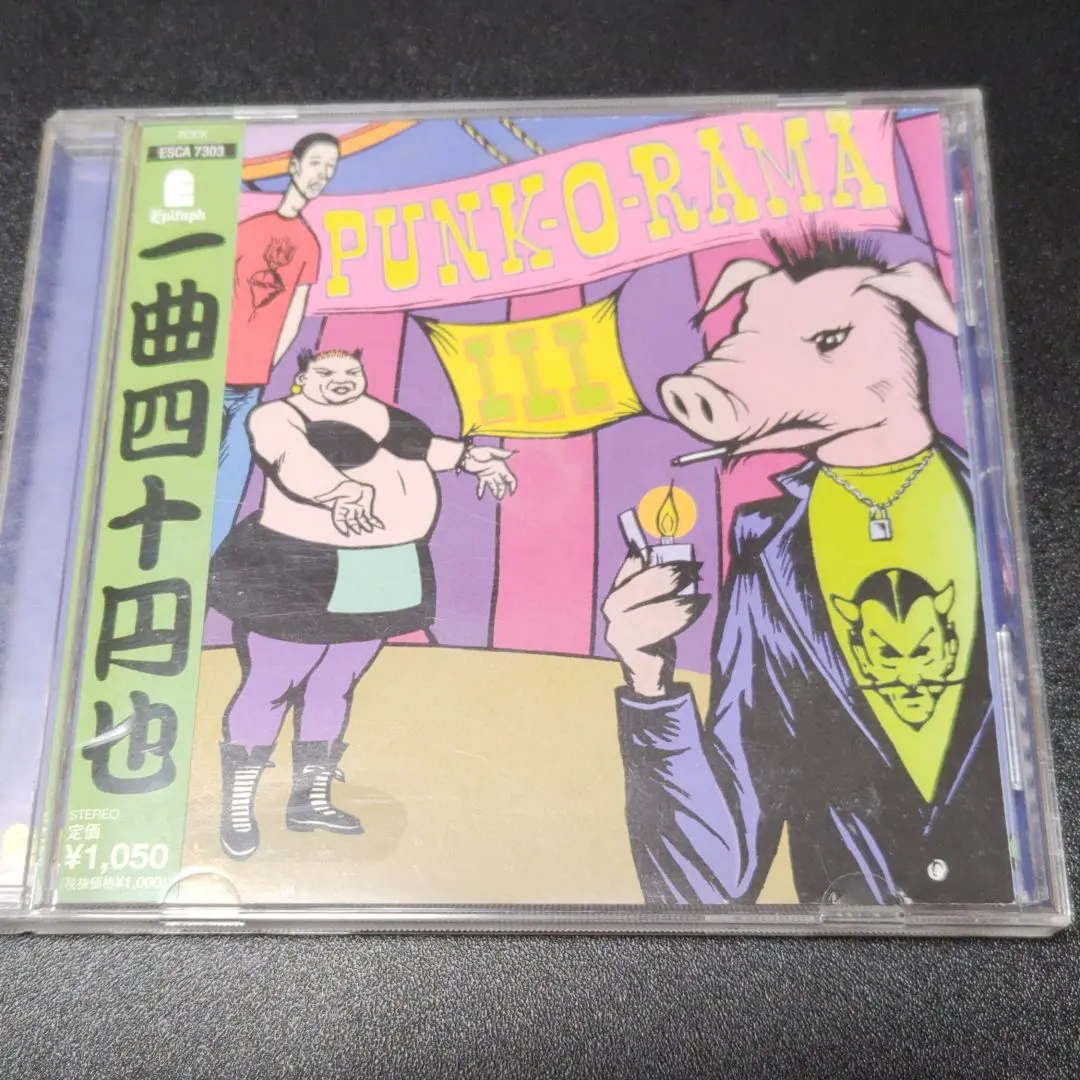 ROCK
ESCA 7303
Epitaph
一曲四十円也
STEREO
定価
¥1,050
(税抜価格¥1,000)
PUNK-O-RAMA
III